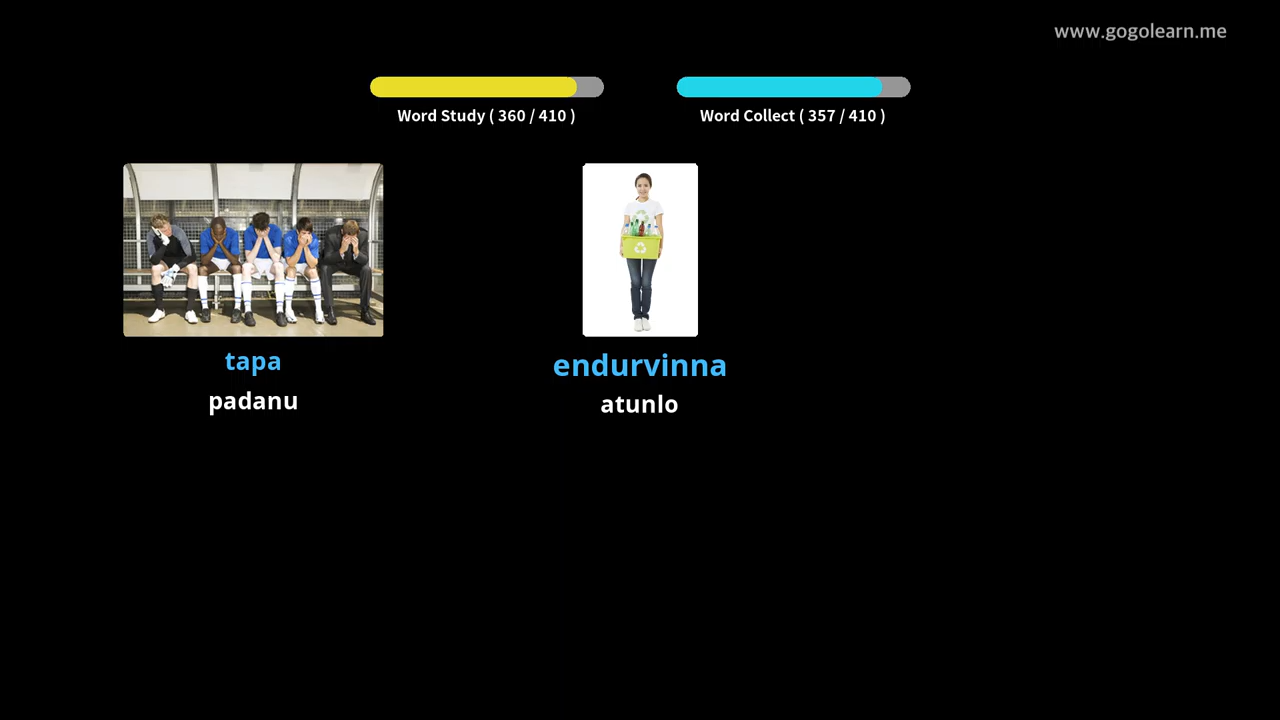 www.gogolearn.me
Word Study ( 360 / 410 )
Word Collect ( 357 / 410 )
tapa
padanu
endurvinna
atunlo